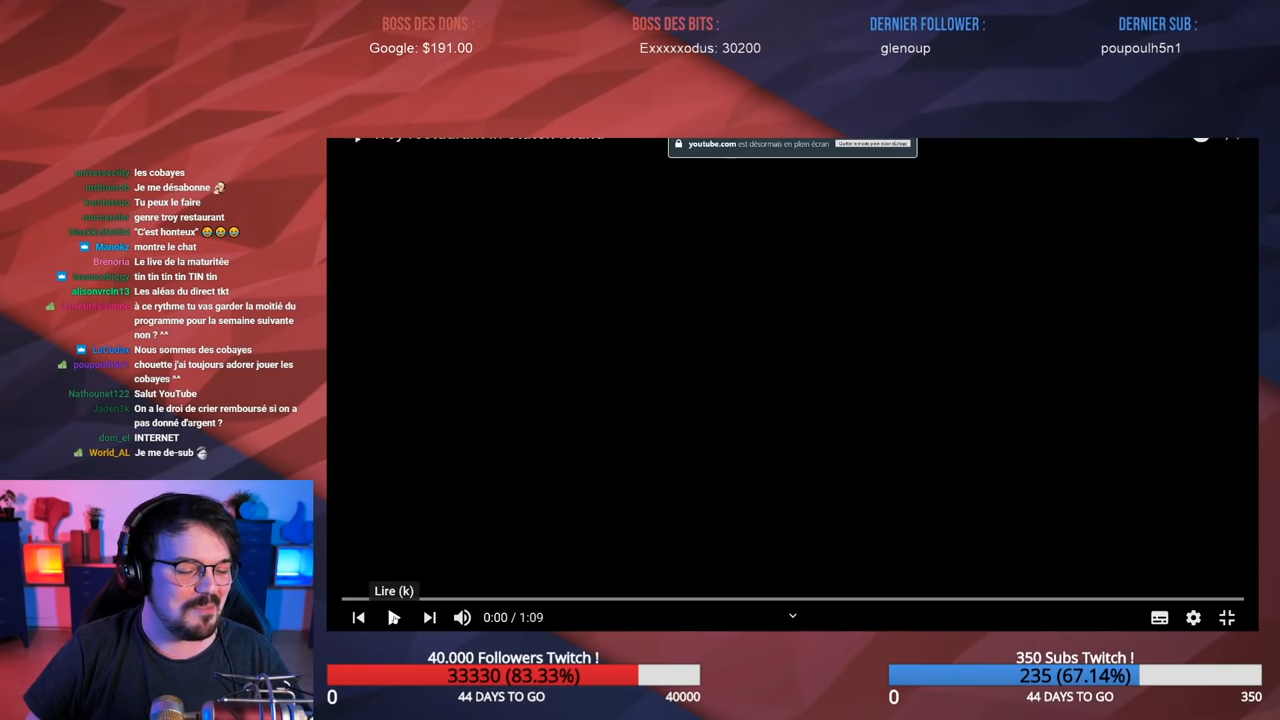 BOSS DES DONS :
Google: $191.00
BOSS DES BITS :
Exxxxxodus: 30200
DERNIER FOLLOWER :
glenoup
DERNIER SUB :
poupoulh5n1
youtube.com est désormais en plein écran
les cobayes
Je me désabonne
Tu peux le faire
genre troy restaurant
"C'est honteux"
Manokz montre le chat
Brenoria Le live de la maturitée
tin tin tin tin TIN tin
alisonvrcln13 Les aléas du direct tkt
à ce rythme tu vas garder la moitié du
programme pour la semaine suivante
non ? ^^
Nous sommes des cobayes
chouette j'ai toujours adorer jouer les
cobayes ^^
Nathounet122 Salut YouTube
Jaden3k On a le droi de crier remboursé si on a
pas donné d'argent ?
doni_el INTERNET
World_AL Je me de-sub
Lire (k)
0:00 / 1:09
40.000 Followers Twitch !
33330 (83.33%)
0 44 DAYS TO GO 40000
350 Subs Twitch !
235 (67.14%)
0 44 DAYS TO GO 350